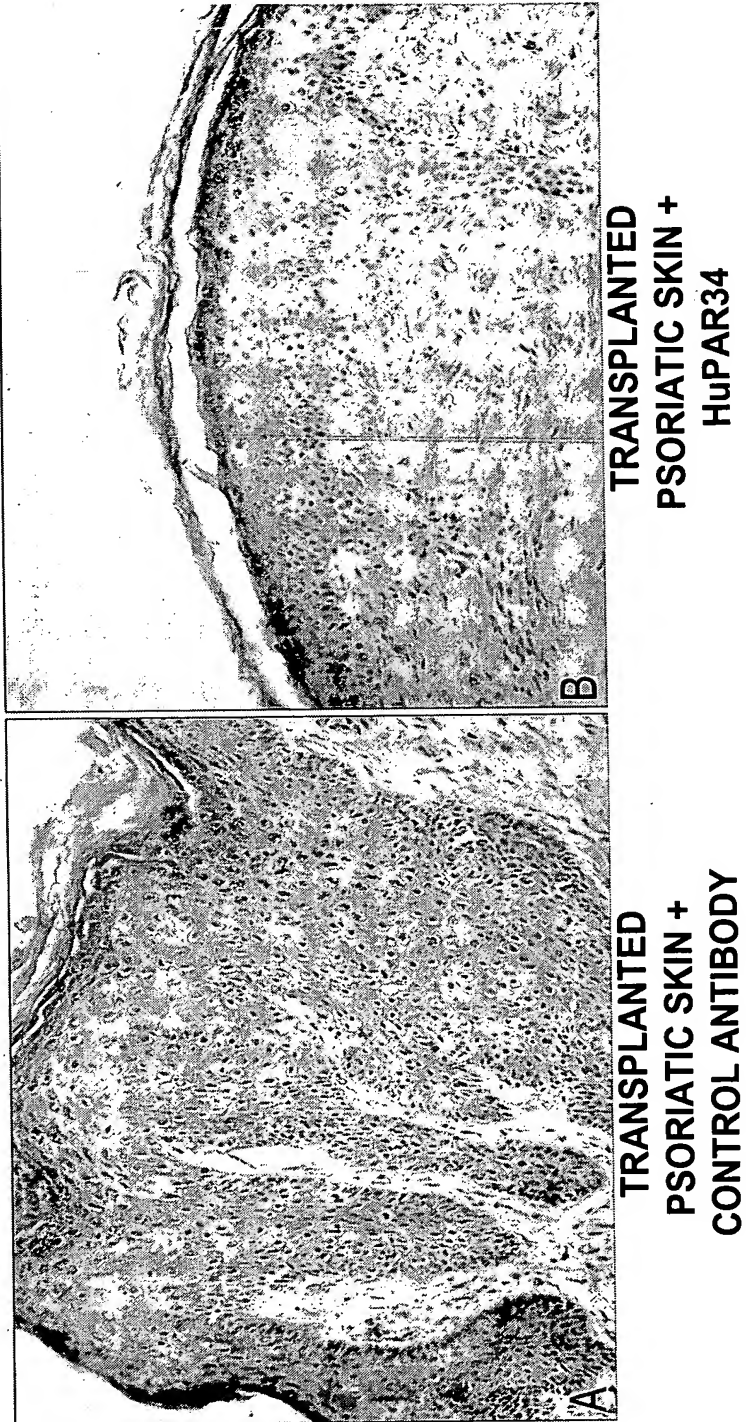 A
TRANSPLANTED
PSORIATIC SKIN +
CONTROL ANTIBODY
B
TRANSPLANTED
PSORIATIC SKIN +
HuPAR34